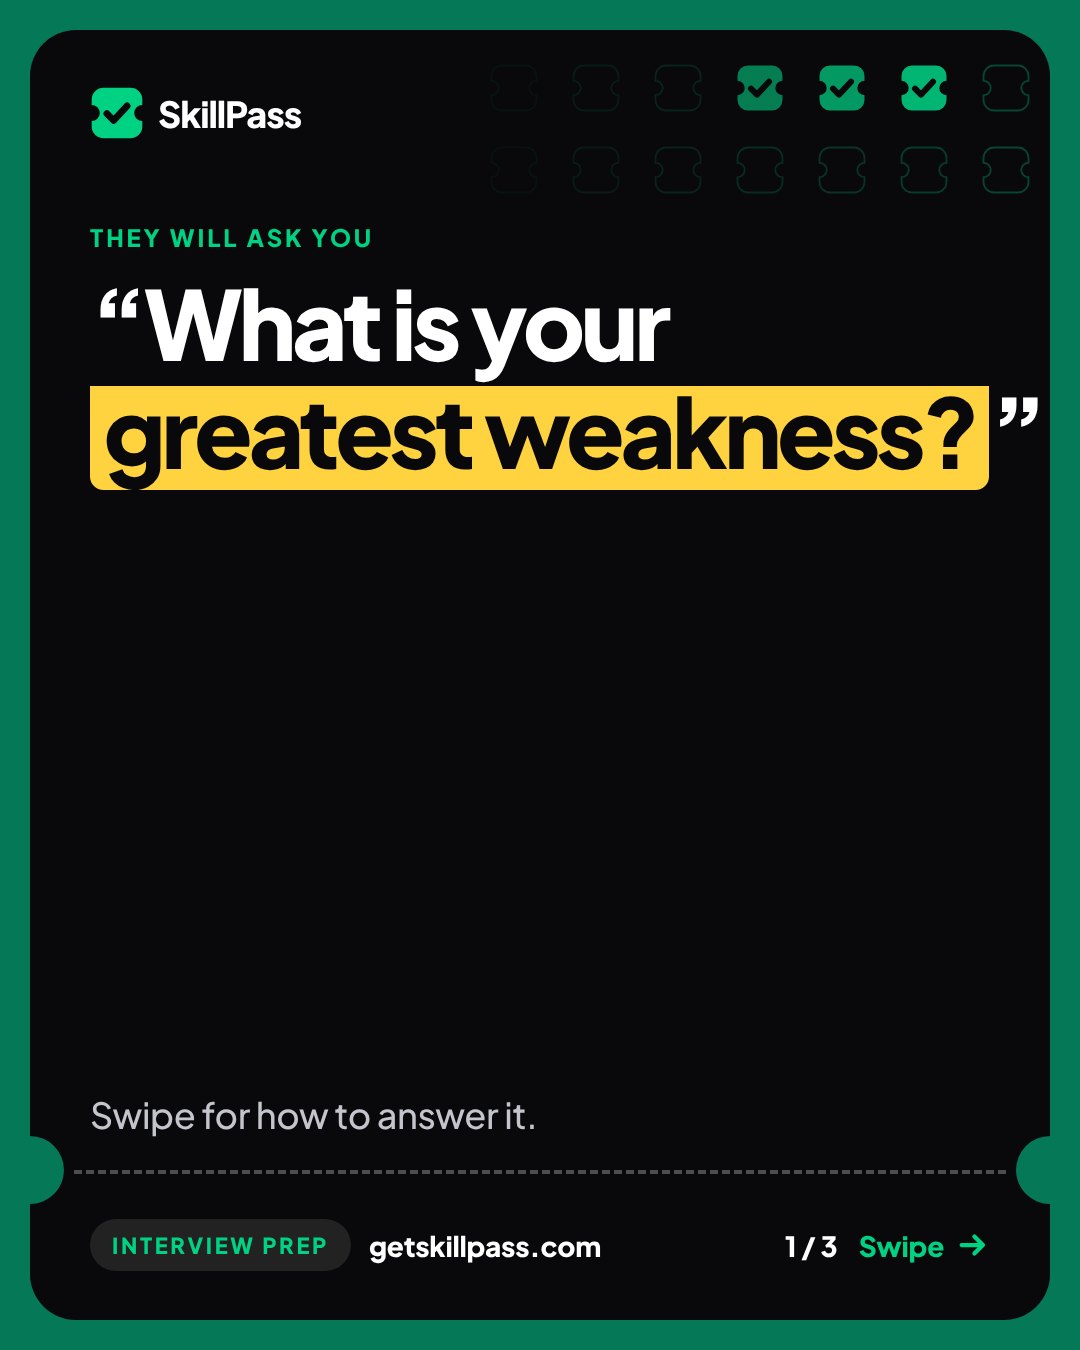 SkillPass
THEY WILL ASK YOU
“What is your
greatest weakness?”
Swipe for how to answer it.
INTERVIEW PREP getskillpass.com 1 / 3 Swipe →